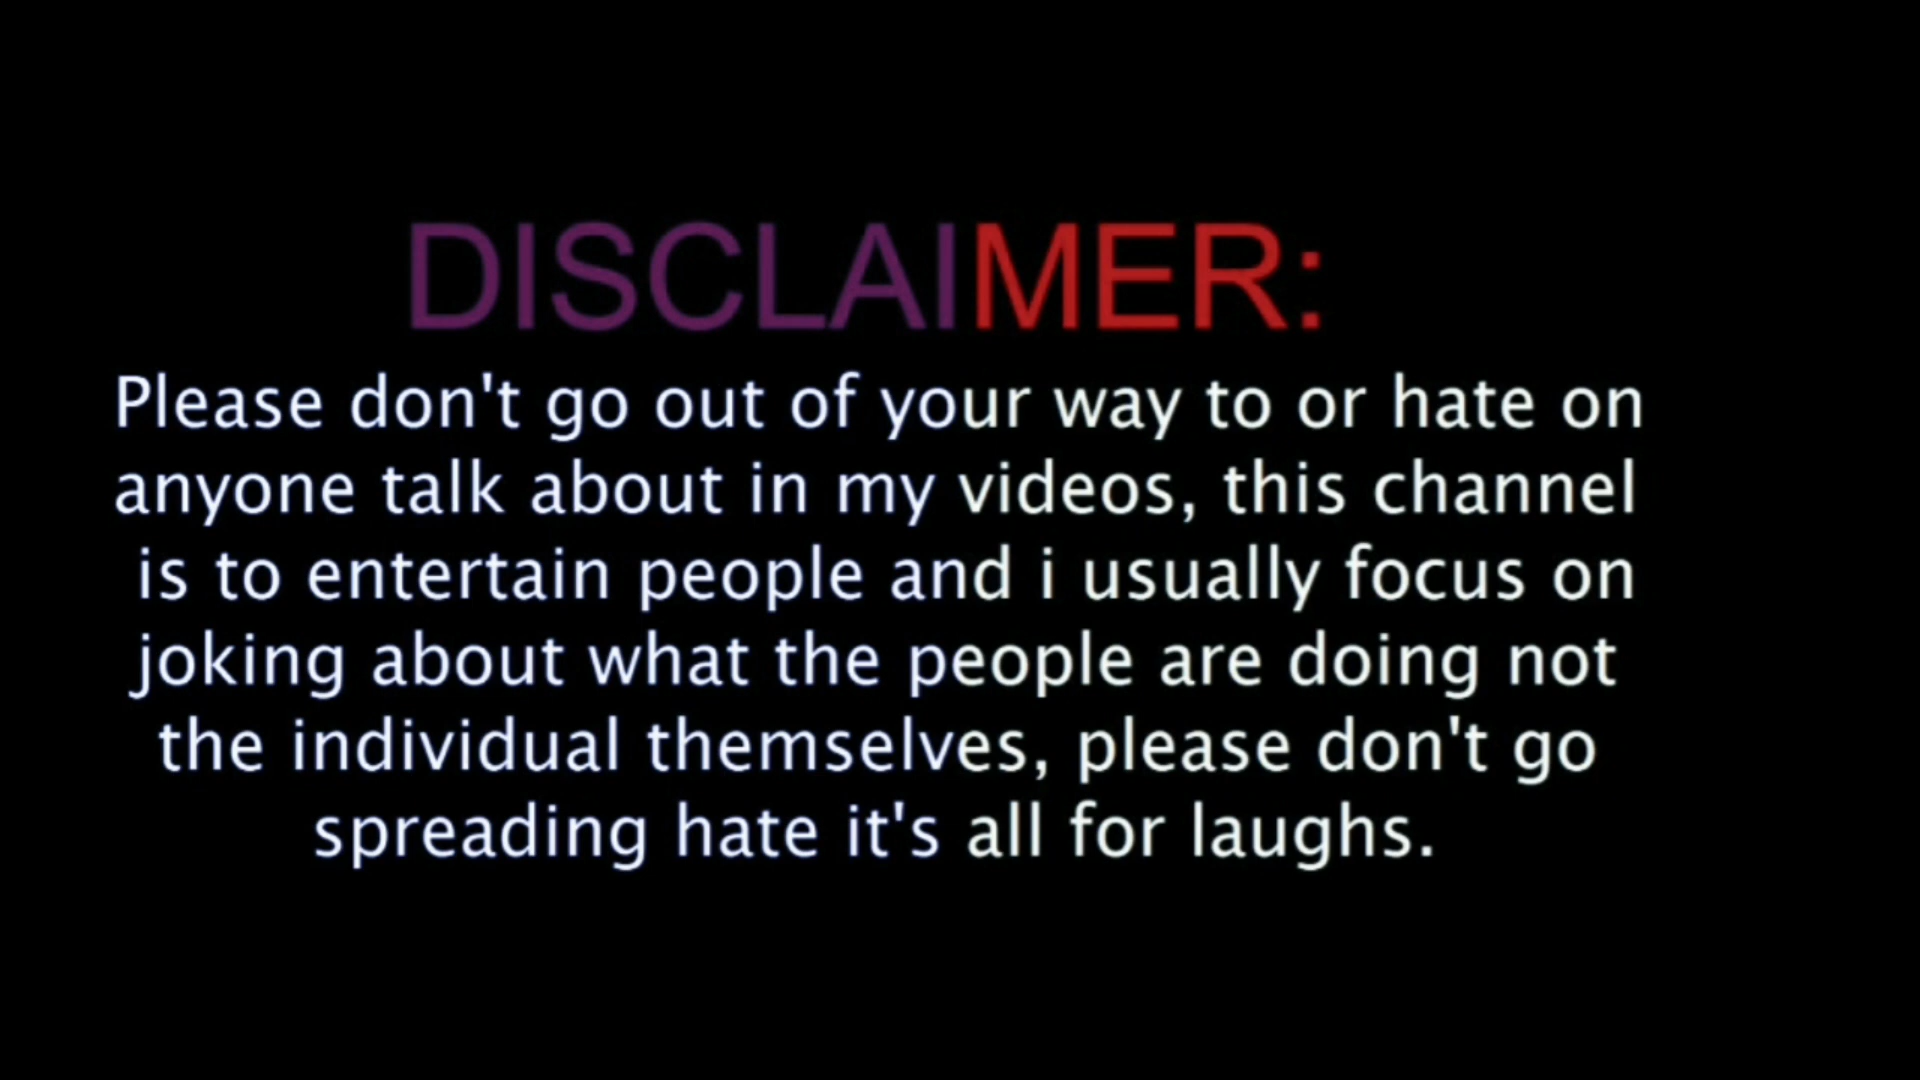 DISCLAIMER:
Please don't go out of your way to or hate on
anyone talk about in my videos, this channel
is to entertain people and i usually focus on
joking about what the people are doing not
the individual themselves, please don't go
spreading hate it's all for laughs.